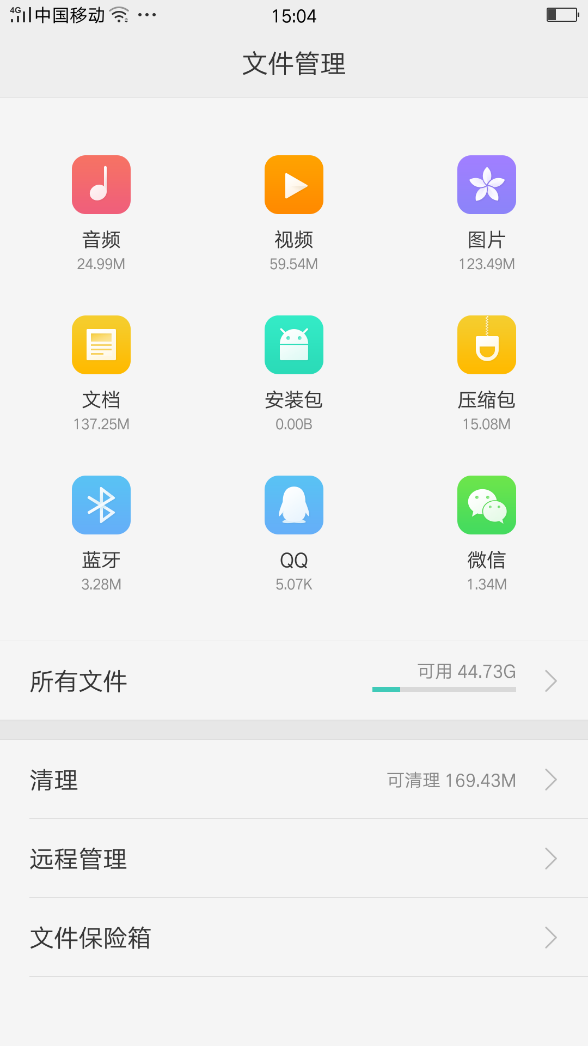 4G 中国移动 15:04
文件管理
音频 视频 图片
24.99M 59.54M 123.49M
文档 安装包 压缩包
137.25M 0.00B 15.08M
蓝牙 QQ 微信
3.28M 5.07K 1.34M
所有文件 可用 44.73G
清理 可清理 169.43M
远程管理
文件保险箱